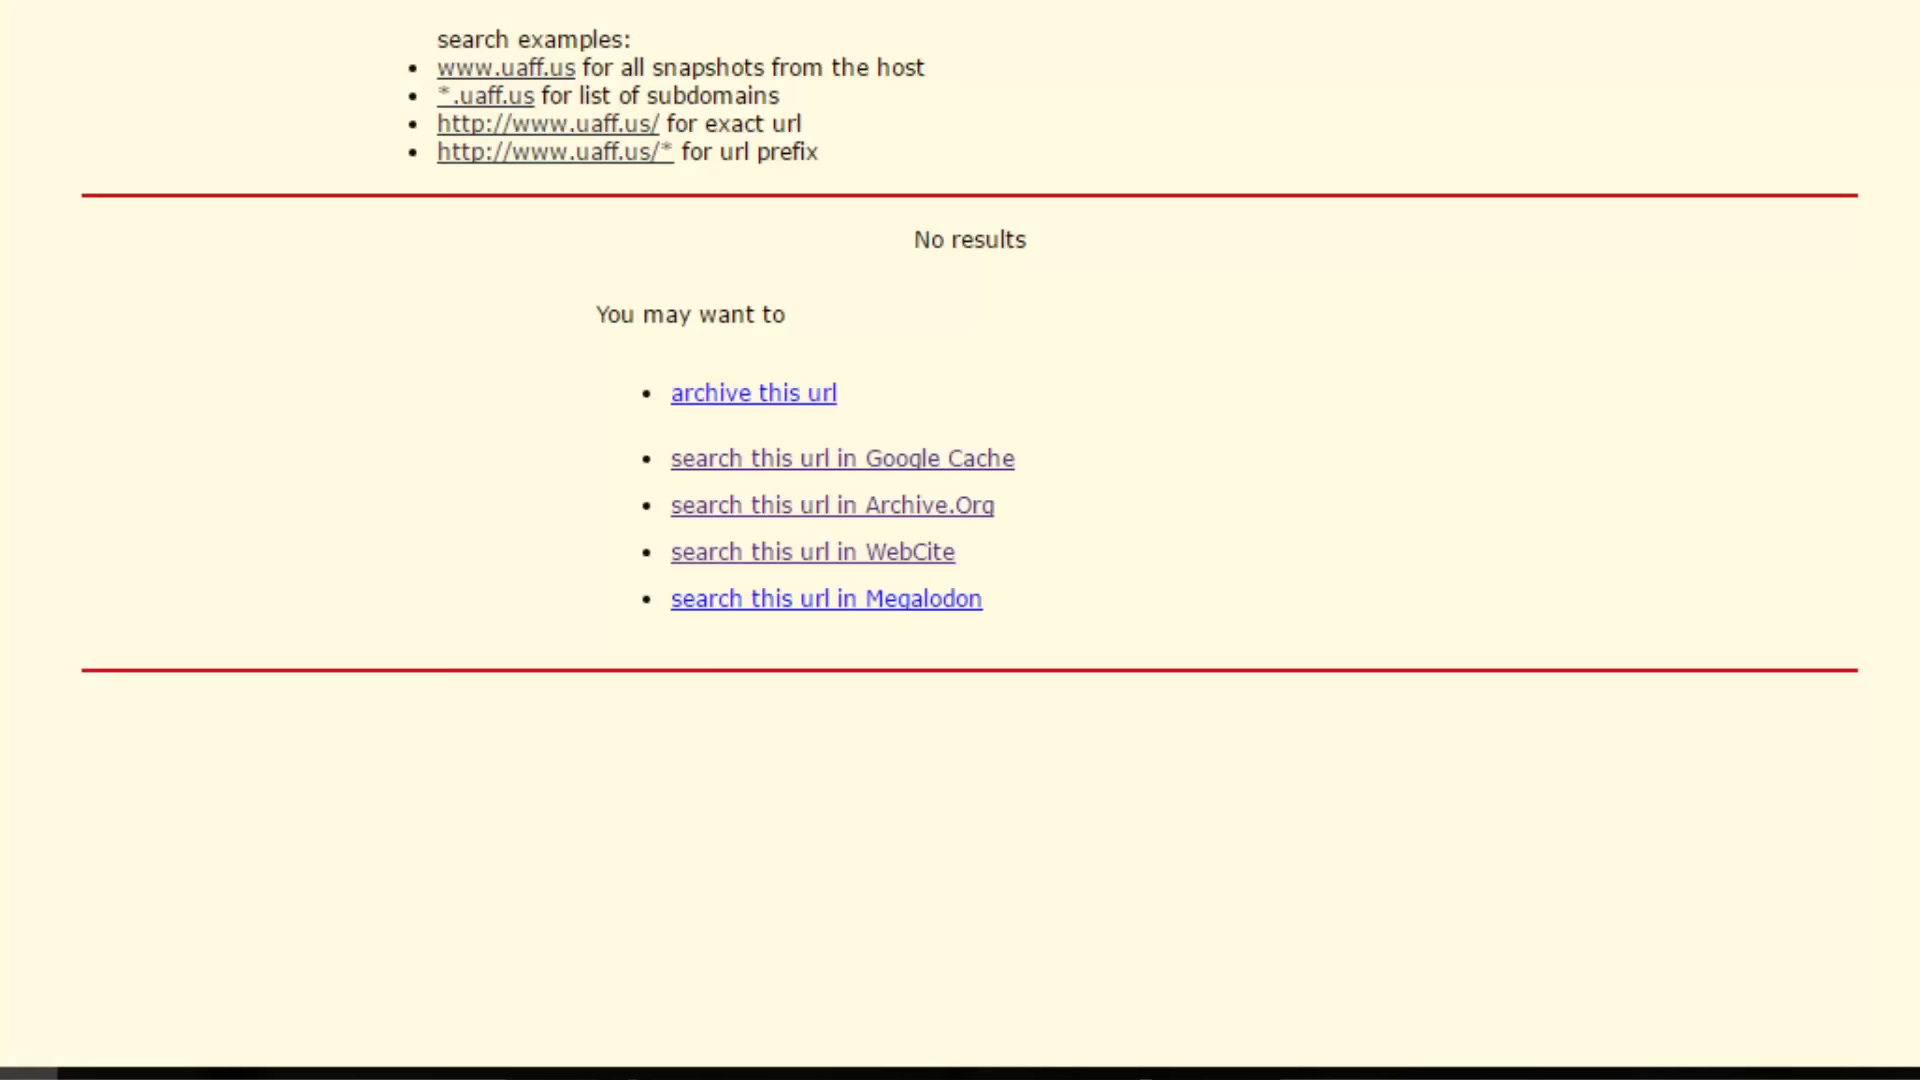 search examples:
www.uaff.us for all snapshots from the host
*.uaff.us for list of subdomains
http://www.uaff.us/ for exact url
http://www.uaff.us/* for url prefix
No results
You may want to
archive this url
search this url in Google Cache
search this url in Archive.Org
search this url in WebCite
search this url in Megalodon